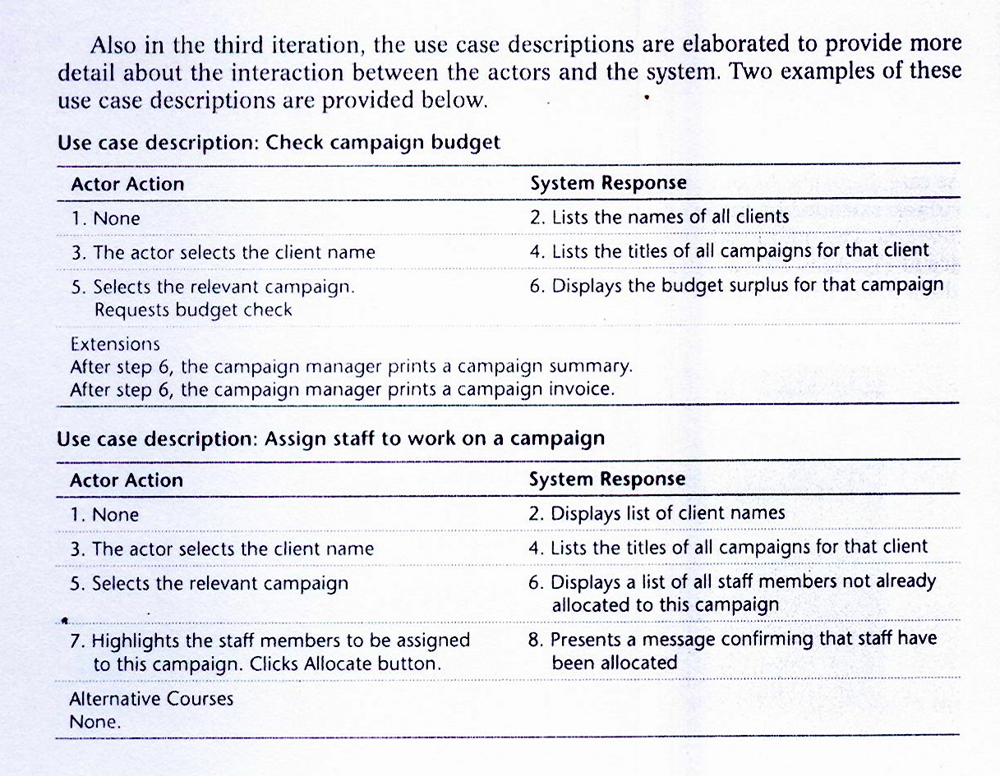 Also in the third iteration, the use case descriptions are elaborated to provide more
detail about the interaction between the actors and the system. Two examples of these
use case descriptions are provided below.
Use case description: Check campaign budget
Actor Action System Response
1. None 2. Lists the names of all clients
3. The actor selects the client name 4. Lists the titles of all campaigns for that client
5. Selects the relevant campaign. 6. Displays the budget surplus for that campaign
Requests budget check
Extensions
After step 6, the campaign manager prints a campaign summary.
After step 6, the campaign manager prints a campaign invoice.
Use case description: Assign staff to work on a campaign
Actor Action System Response
1. None 2. Displays list of client names
3. The actor selects the client name 4. Lists the titles of all campaigns for that client
5. Selects the relevant campaign 6. Displays a list of all staff members not already
allocated to this campaign
7. Highlights the staff members to be assigned 8. Presents a message confirming that staff have
to this campaign. Clicks Allocate button. been allocated
Alternative Courses
None.